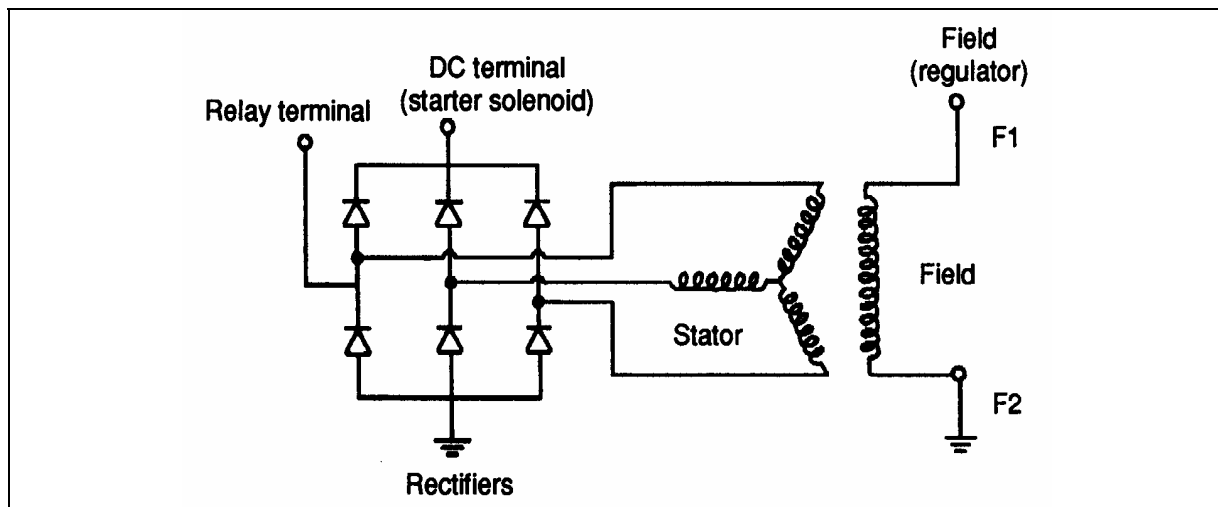 Field
(regulator)
DC terminal
(starter solenoid)
Relay terminal
F1
Field
Stator
F2
Rectifiers